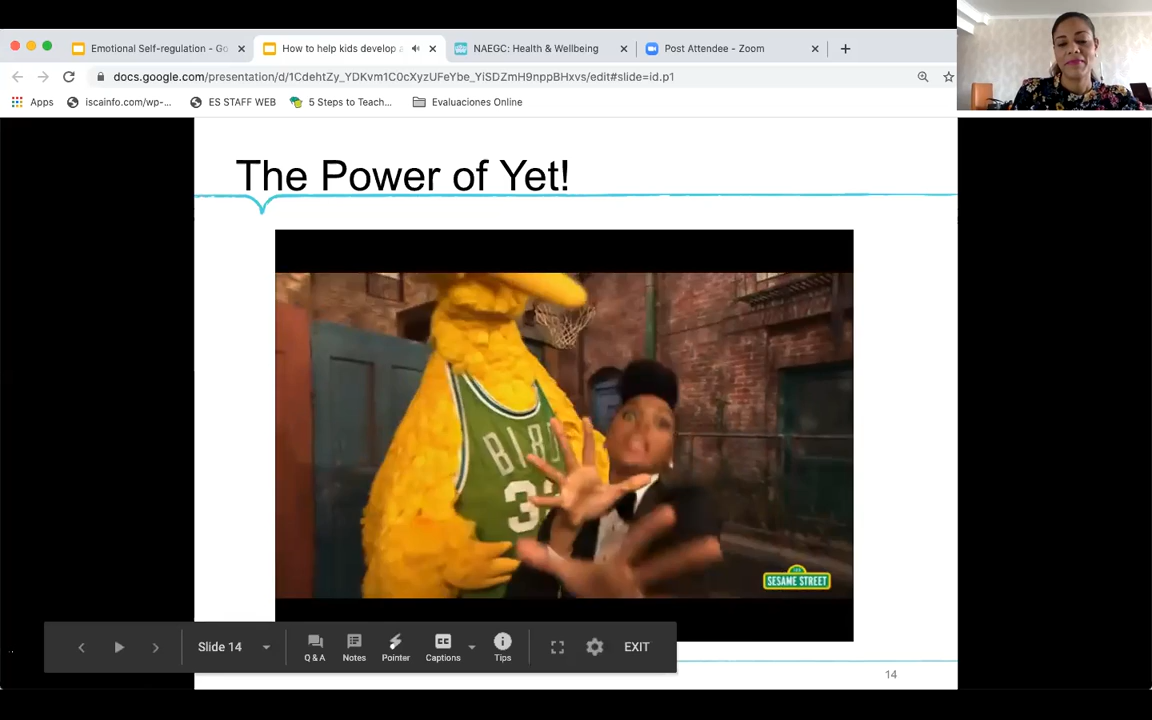 Emotional Self-regulation - Go
How to help kids develop a
NAEGC: Health & Wellbeing
Post Attendee - Zoom
docs.google.com/presentation/d/1CdehtZy_YDKvm1C0cXyzUFeYbe_YiSDZmH9nppBHxvs/edit#slide=id.p1
Apps
iscainfo.com/wp-...
ES STAFF WEB
5 Steps to Teach...
Evaluaciones Online
The Power of Yet!
BIRD
33
SESAME STREET
Slide 14
Q & A
Notes
Pointer
Captions
Tips
EXIT
14